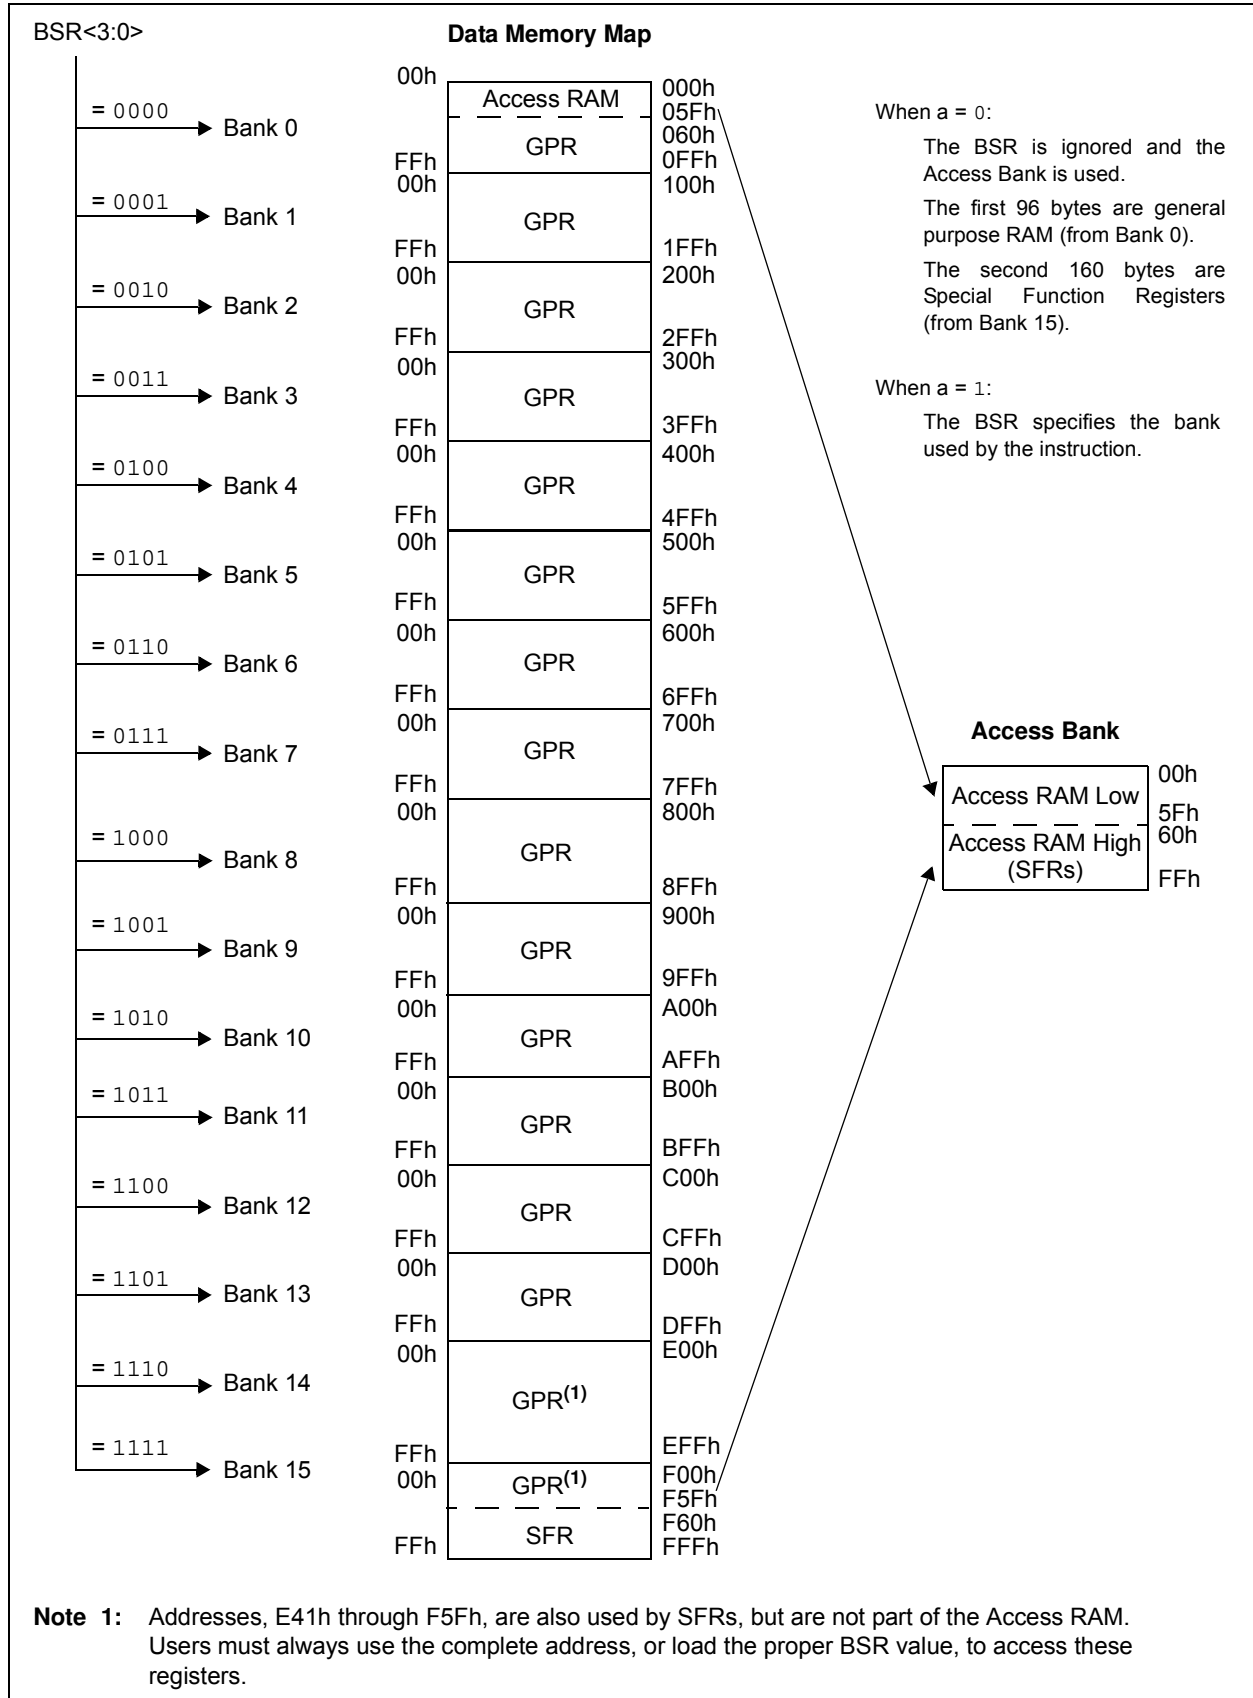 BSR<3:0>
Data Memory Map
= 0000
Bank 0
00h
Access RAM
000h
05Fh
060h
GPR
FFh
0FFh
= 0001
Bank 1
00h
100h
GPR
FFh
1FFh
= 0010
Bank 2
00h
200h
GPR
FFh
2FFh
= 0011
Bank 3
00h
300h
GPR
FFh
3FFh
= 0100
Bank 4
00h
400h
GPR
FFh
4FFh
= 0101
Bank 5
00h
500h
GPR
FFh
5FFh
= 0110
Bank 6
00h
600h
GPR
FFh
6FFh
= 0111
Bank 7
00h
700h
GPR
FFh
7FFh
= 1000
Bank 8
00h
800h
GPR
FFh
8FFh
= 1001
Bank 9
00h
900h
GPR
FFh
9FFh
= 1010
Bank 10
00h
A00h
GPR
FFh
AFFh
= 1011
Bank 11
00h
B00h
GPR
FFh
BFFh
= 1100
Bank 12
00h
C00h
GPR
FFh
CFFh
= 1101
Bank 13
00h
D00h
GPR
FFh
DFFh
= 1110
Bank 14
00h
E00h
GPR(1)
FFh
EFFh
= 1111
Bank 15
00h
F00h
GPR(1)
F5Fh
F60h
SFR
FFh
FFFh
When a = 0:
The BSR is ignored and the
Access Bank is used.
The first 96 bytes are general
purpose RAM (from Bank 0).
The second 160 bytes are
Special Function Registers
(from Bank 15).
When a = 1:
The BSR specifies the bank
used by the instruction.
Access Bank
00h
Access RAM Low
5Fh
60h
Access RAM High
(SFRs)
FFh
Note 1: Addresses, E41h through F5Fh, are also used by SFRs, but are not part of the Access RAM.
Users must always use the complete address, or load the proper BSR value, to access these
registers.